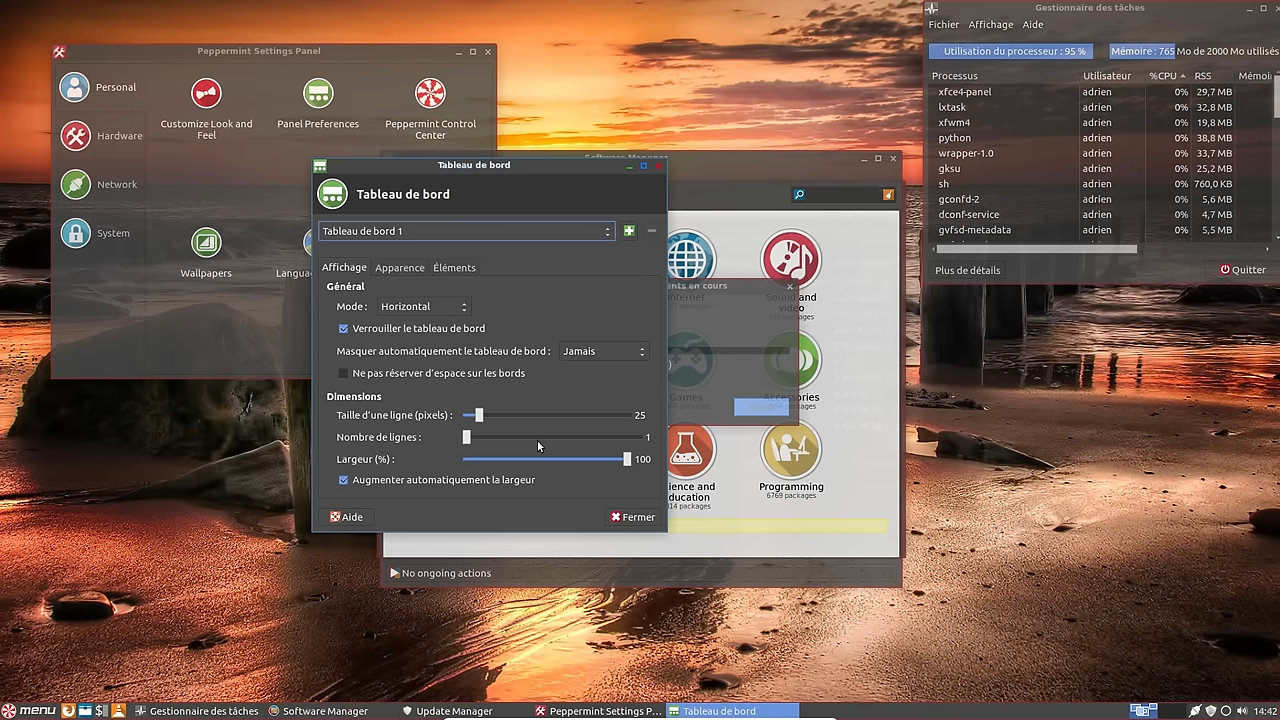 Peppermint Settings Panel
Personal
Hardware
Network
System
Customize Look and
Feel
Panel Preferences
Peppermint Control
Center
Wallpapers
Gestionnaire des tâches
Fichier Affichage Aide
Utilisation du processeur : 95 %
Mémoire : 765 Mo de 2000 Mo utilisés
Processus Utilisateur %CPU RSS
xfce4-panel adrien 0% 29,7 MB
lxtask adrien 0% 32,8 MB
xfwm4 adrien 0% 19,8 MB
python adrien 0% 38,8 MB
wrapper-1.0 adrien 0% 33,7 MB
gksu adrien 0% 25,2 MB
sh adrien 0% 760,0 KB
gconfd-2 adrien 0% 5,6 MB
dconf-service adrien 0% 4,7 MB
gvfsd-metadata adrien 0% 5,5 MB
Plus de détails
Quitter
Tableau de bord
Tableau de bord
Tableau de bord 1
Affichage Apparence Éléments
Général
Mode : Horizontal
Verrouiller le tableau de bord
Masquer automatiquement le tableau de bord : Jamais
Ne pas réserver d'espace sur les bords
Dimensions
Taille d'une ligne (pixels) : 25
Nombre de lignes : 1
Largeur (%) : 100
Augmenter automatiquement la largeur
Aide
Fermer
en cours
Sound and
video
Games
Programming
6769 packages
No ongoing actions
menu
Gestionnaire des tâches
Software Manager
Update Manager
Peppermint Settings P...
Tableau de bord
14:42